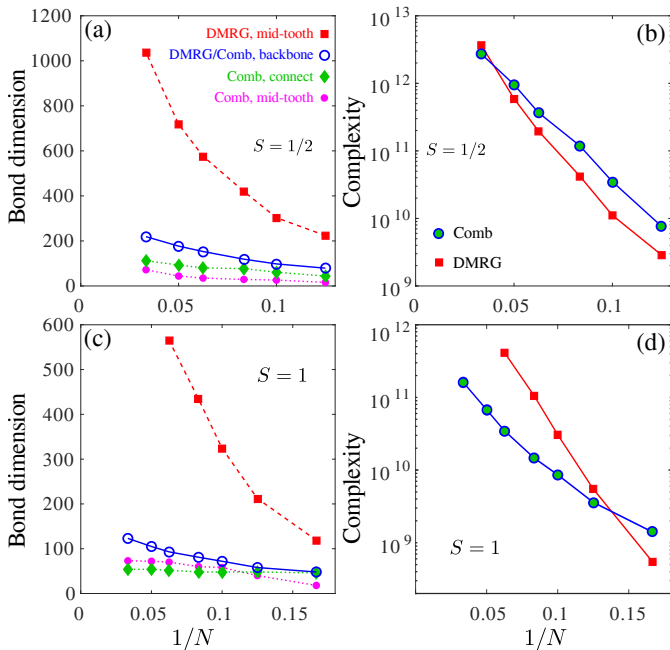 (a)
DMRG, mid-tooth
DMRG/Comb, backbone
Comb, connect
Comb, mid-tooth
S = 1/2
Bond dimension
1200
1000
800
600
400
200
0
0
0.05
0.1
(b)
S = 1/2
Comb
DMRG
Complexity
10^13
10^12
10^11
10^10
10^9
0
0.05
0.1
(c)
S = 1
Bond dimension
600
500
400
300
200
100
0
0
0.05
0.1
0.15
1/N
(d)
S = 1
Complexity
10^12
10^11
10^10
10^9
0.05
0.1
0.15
1/N